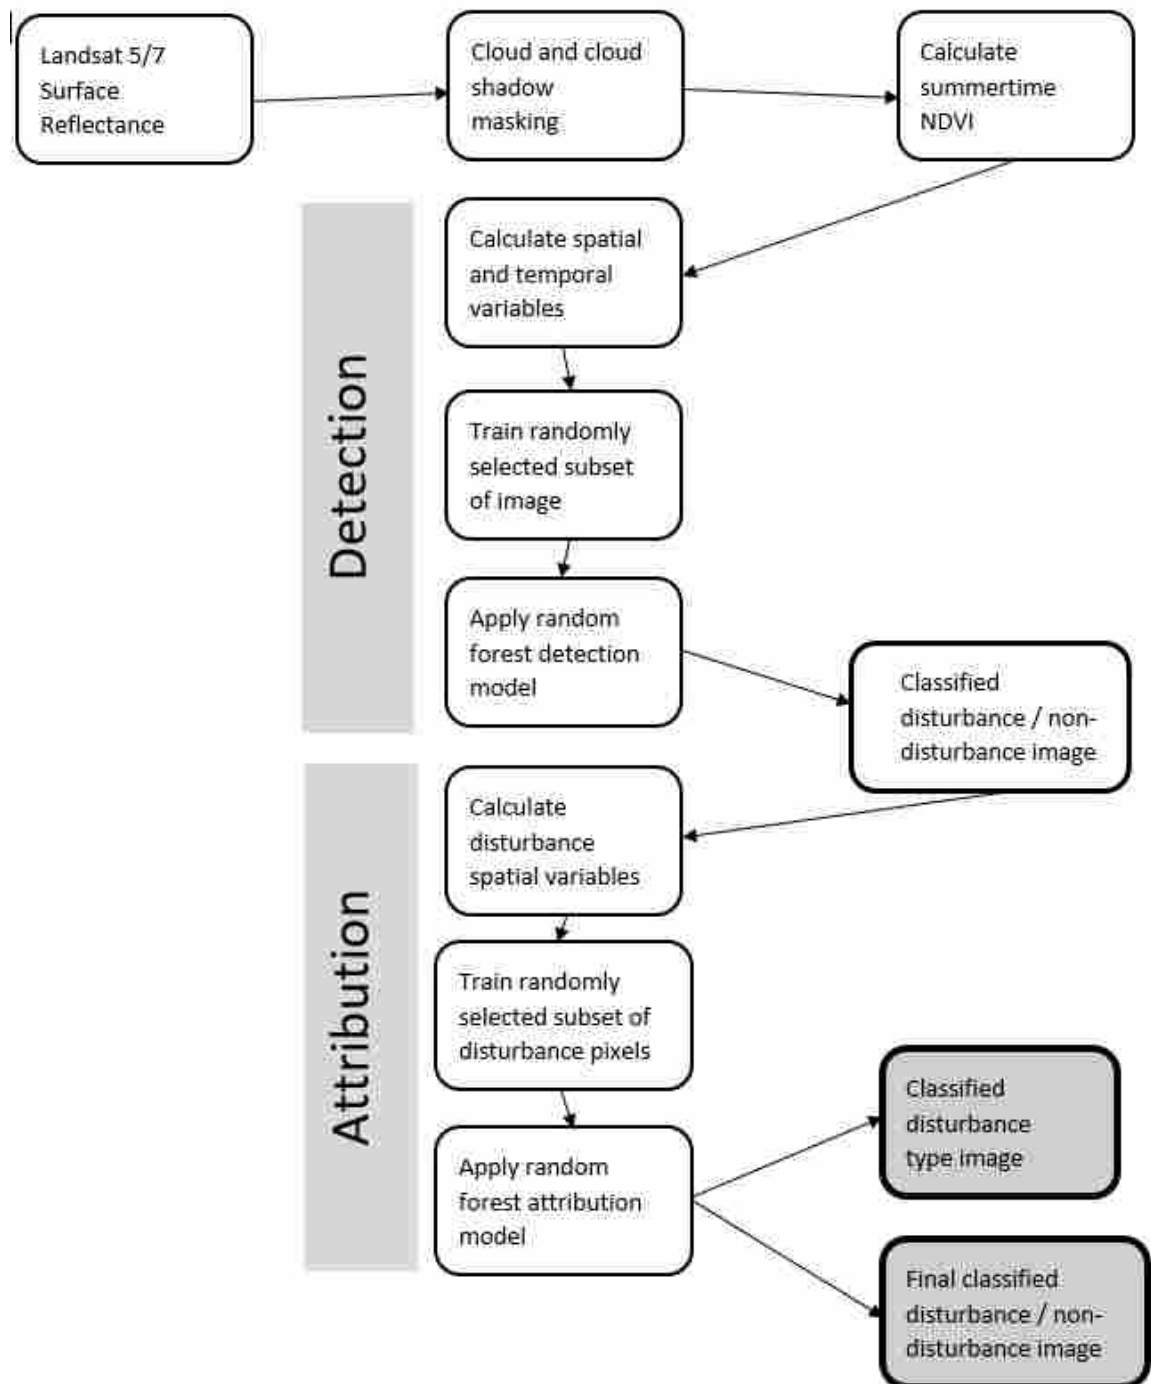 Landsat 5/7
Surface
Reflectance
Cloud and cloud
shadow
masking
Calculate
summertime
NDVI
Detection
Calculate spatial
and temporal
variables
Train randomly
selected subset
of image
Apply random
forest detection
model
Classified
disturbance / non-
disturbance image
Attribution
Calculate
disturbance
spatial variables
Train randomly
selected subset of
disturbance pixels
Apply random
forest attribution
model
Classified
disturbance
type image
Final classified
disturbance / non-
disturbance image